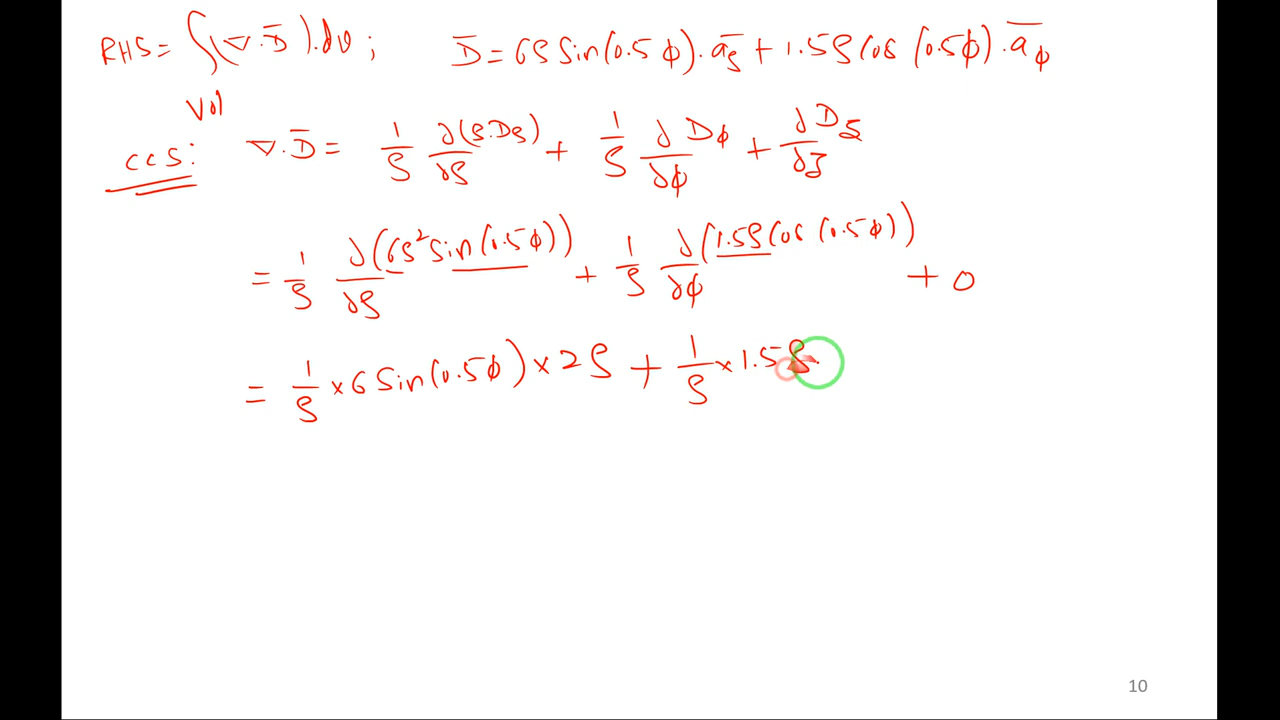 RHS = ∫(∇.D̄).dv ; D̄ = 6ρ Sin(0.5ϕ).āρ + 1.5ρ Cos(0.5ϕ).āϕ
Vol
CCS: ∇.D̄ = 1/ρ ∂(ρ.Dρ)/∂ρ + 1/ρ ∂Dϕ/∂ϕ + ∂Dz/∂z
= 1/ρ ∂(6ρ² Sin(0.5ϕ))/∂ρ + 1/ρ ∂(1.5ρ Cos(0.5ϕ))/∂ϕ + 0
= 1/ρ × 6 Sin(0.5ϕ) × 2ρ + 1/ρ × 1.5ρ.
10